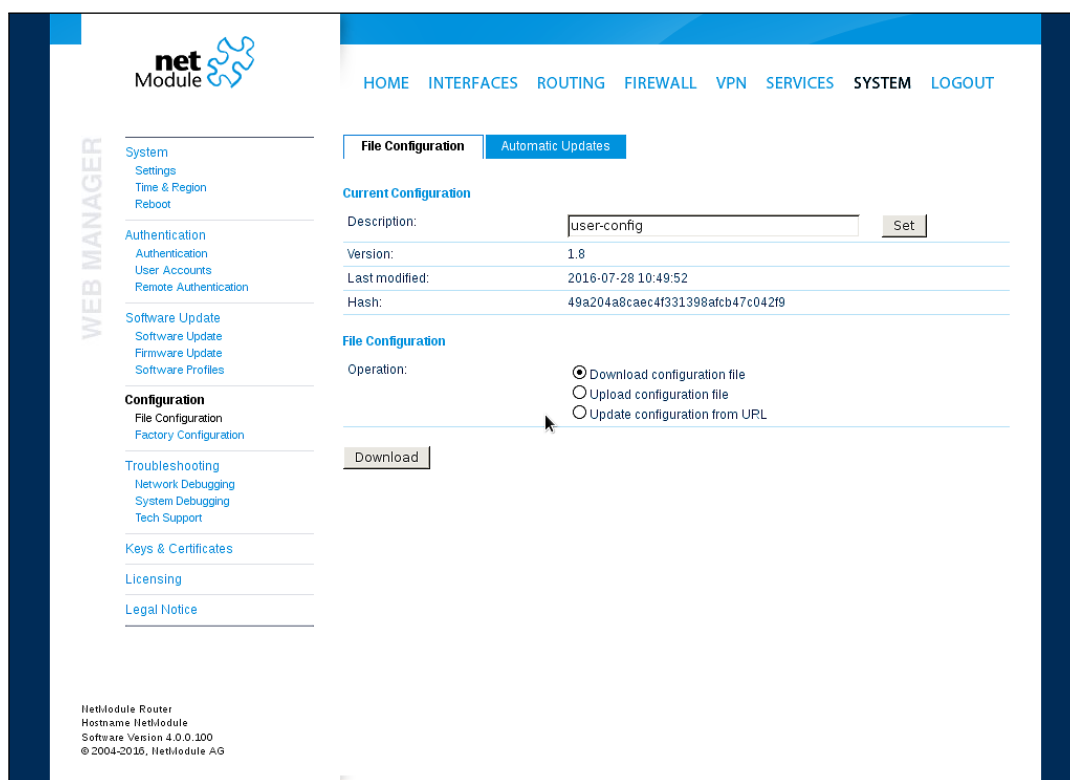 net
Module
HOME INTERFACES ROUTING FIREWALL VPN SERVICES SYSTEM LOGOUT
WEB MANAGER
System
Settings
Time & Region
Reboot
Authentication
Authentication
User Accounts
Remote Authentication
Software Update
Software Update
Firmware Update
Software Profiles
Configuration
File Configuration
Factory Configuration
Troubleshooting
Network Debugging
System Debugging
Tech Support
Keys & Certificates
Licensing
Legal Notice
File Configuration Automatic Updates
Current Configuration
Description: user-config Set
Version: 1.8
Last modified: 2016-07-28 10:49:52
Hash: 49a204a8caec4f331398afcb47c042f9
File Configuration
Operation: Download configuration file
Upload configuration file
Update configuration from URL
Download
NetModule Router
Hostname NetModule
Software Version 4.0.0.100
© 2004-2016, NetModule AG